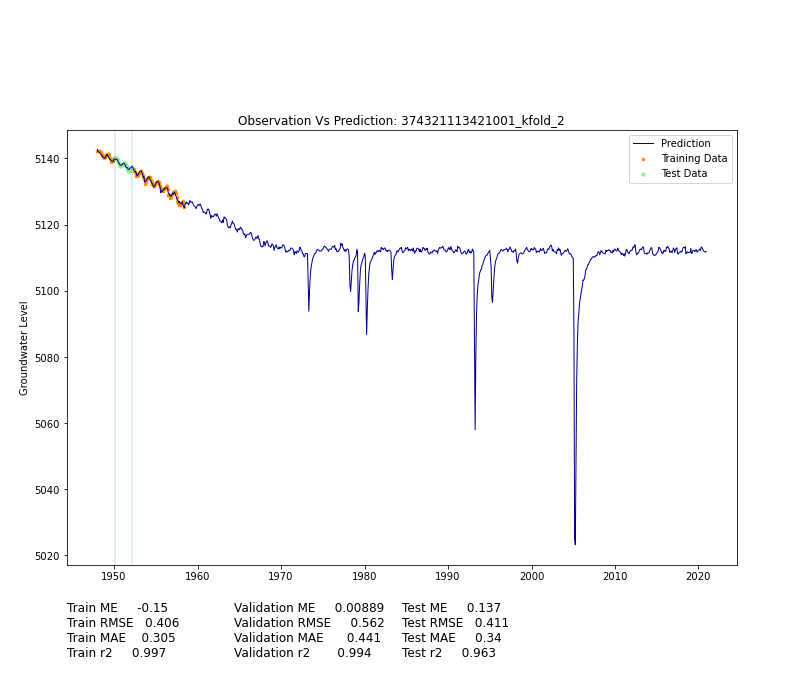 Observation Vs Prediction: 374321113421001_kfold_2
Prediction
Training Data
Test Data
5140
5120
5100
5080
5060
5040
5020
Groundwater Level
1950 1960 1970 1980 1990 2000 2010 2020
Train ME -0.15 Validation ME 0.00889 Test ME 0.137
Train RMSE 0.406 Validation RMSE 0.562 Test RMSE 0.411
Train MAE 0.305 Validation MAE 0.441 Test MAE 0.34
Train r2 0.997 Validation r2 0.994 Test r2 0.963